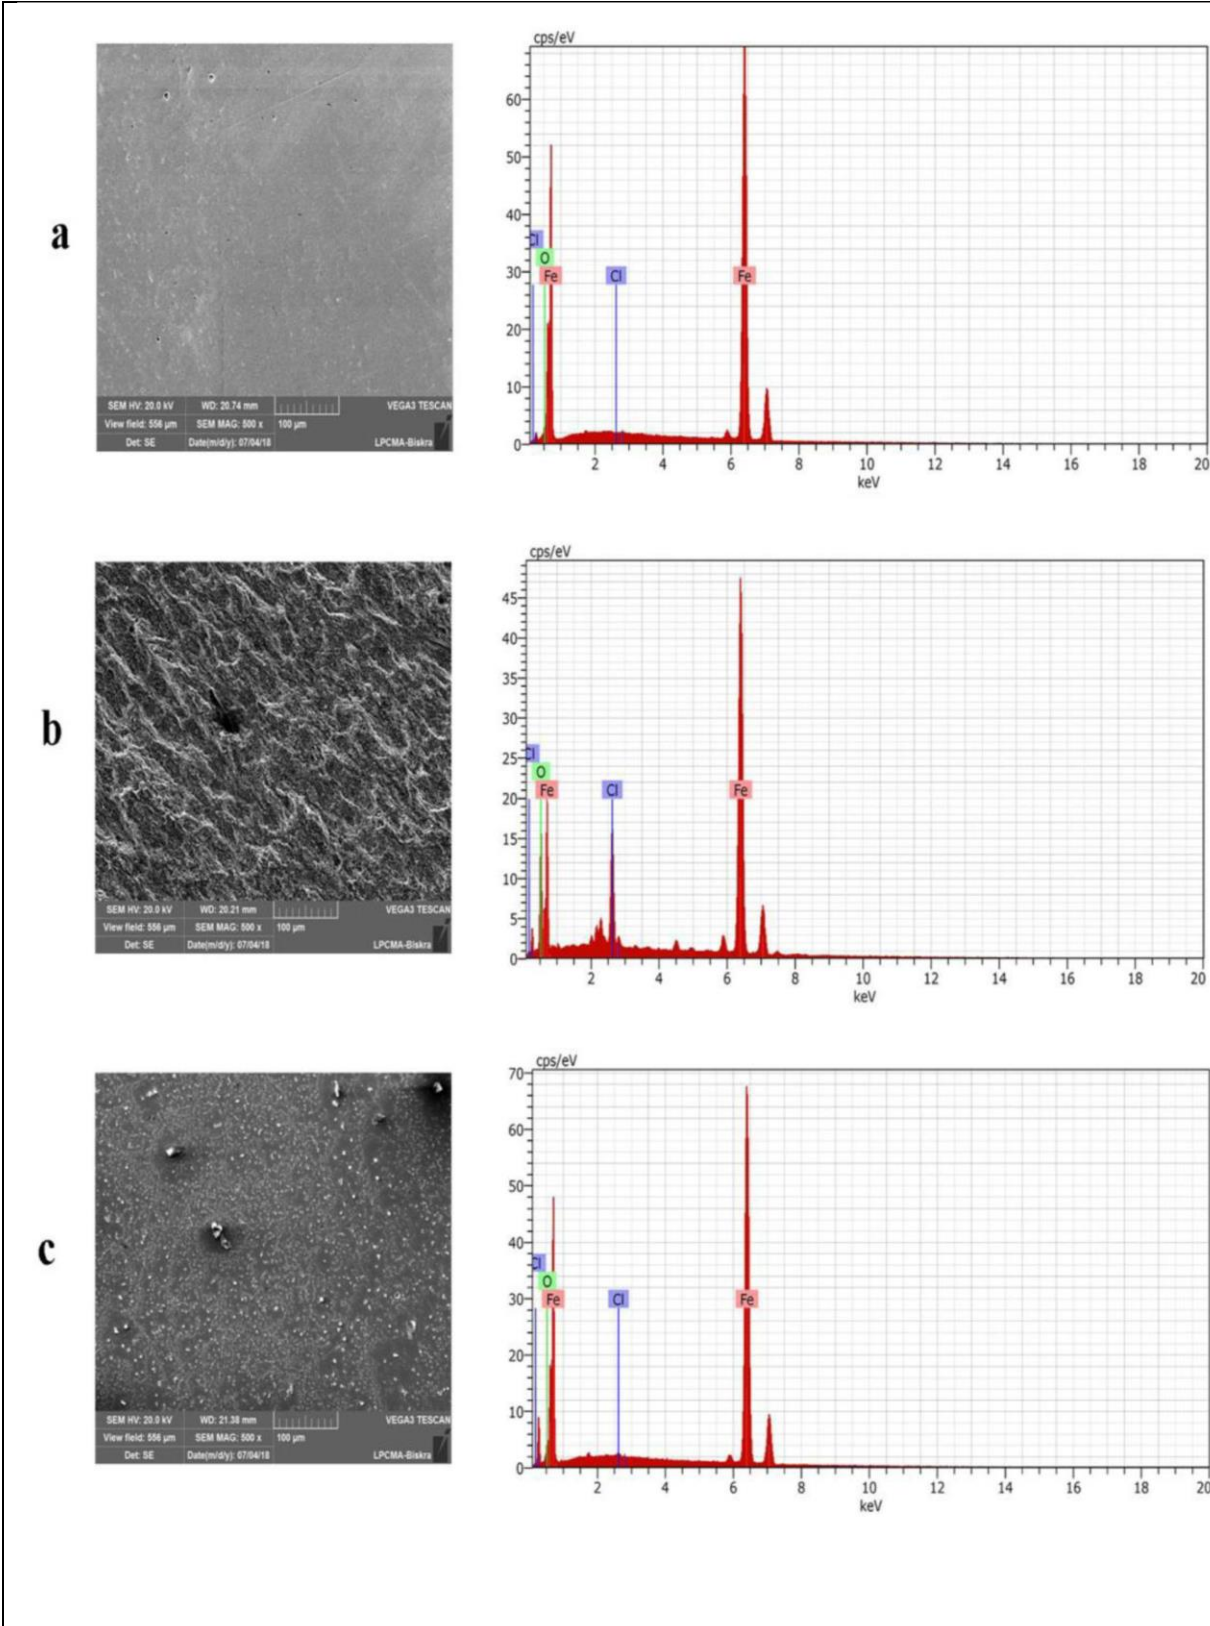 a
SEM HV: 20.0 kV WD: 20.74 mm VEGA3 TESCAN
View field: 556 µm SEM MAG: 500 x 100 µm
Det: SE Date(m/d/y): 07/04/18 LPCMA-Biskra
cps/eV
60
50
40
30
20
10
0
Cl
O
Fe Cl Fe
2 4 6 8 10 12 14 16 18 20
keV
b
SEM HV: 20.0 kV WD: 20.21 mm VEGA3 TESCAN
View field: 556 µm SEM MAG: 500 x 100 µm
Det: SE Date(m/d/y): 07/04/18 LPCMA-Biskra
cps/eV
45
40
35
30
25
20
15
10
5
0
Cl
O
Fe Cl Fe
2 4 6 8 10 12 14 16 18 20
keV
c
SEM HV: 20.0 kV WD: 21.38 mm VEGA3 TESCAN
View field: 556 µm SEM MAG: 500 x 100 µm
Det: SE Date(m/d/y): 07/04/18 LPCMA-Biskra
cps/eV
70
60
50
40
30
20
10
0
Cl
O
Fe Cl Fe
2 4 6 8 10 12 14 16 18 20
keV